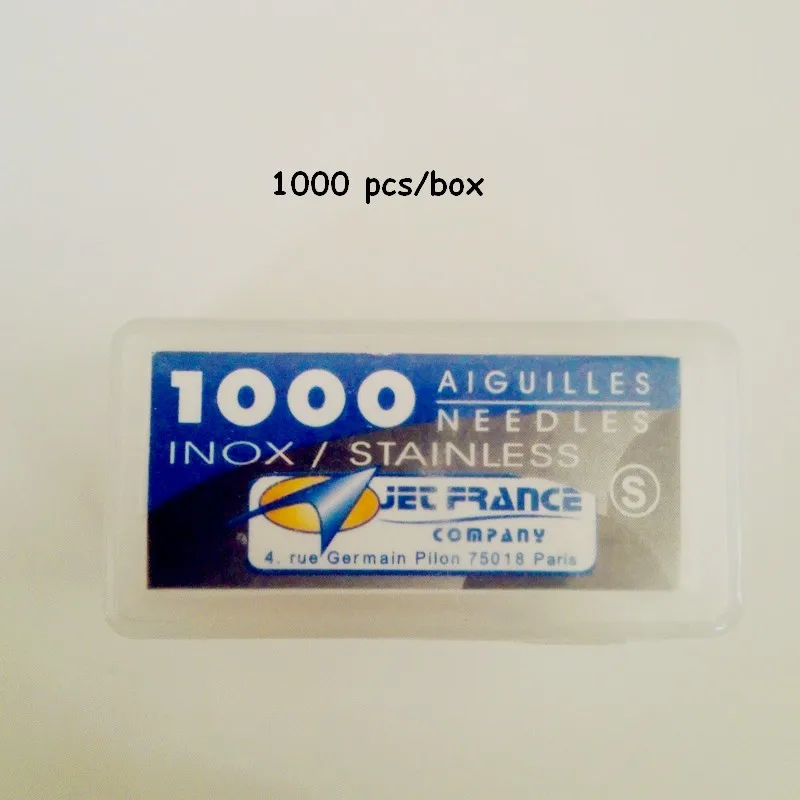 1000 pcs/box
1000 AIGUILLES
NEEDLES
INOX / STAINLESS
S
JET FRANCE
COMPANY
4. rue Germain Pilon 75018 Paris